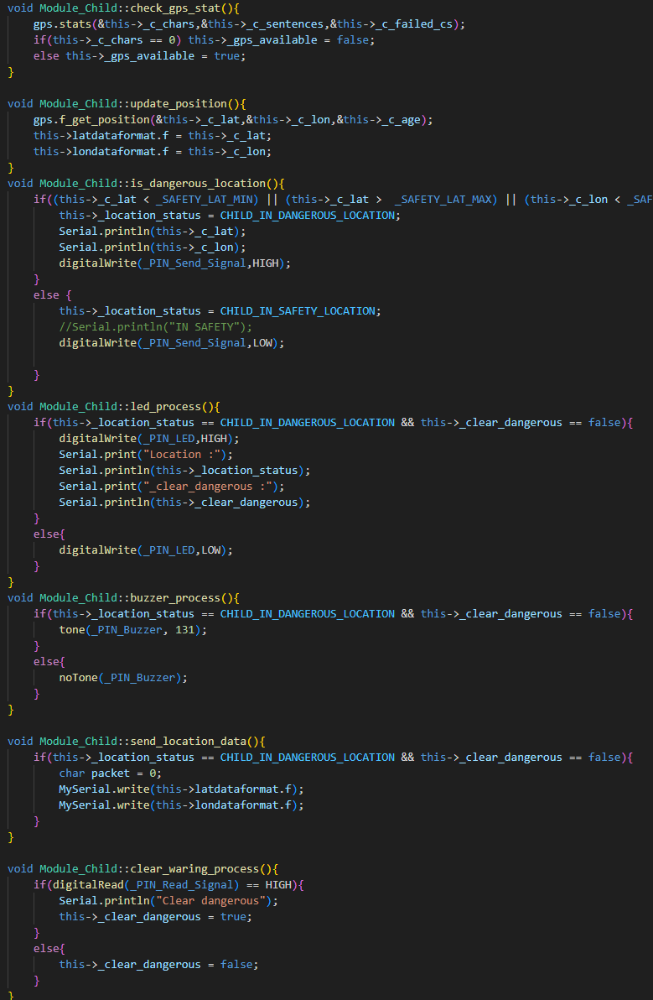 void Module_Child::check_gps_stat(){
    gps.stats(&this->_c_chars,&this->_c_sentences,&this->_c_failed_cs);
    if(this->_c_chars == 0) this->_gps_available = false;
    else this->_gps_available = true;
}

void Module_Child::update_position(){
    gps.f_get_position(&this->_c_lat,&this->_c_lon,&this->_c_age);
    this->latdataformat.f = this->_c_lat;
    this->londataformat.f = this->_c_lon;
}
void Module_Child::is_dangerous_location(){
    if((this->_c_lat < _SAFETY_LAT_MIN) || (this->_c_lat >  _SAFETY_LAT_MAX) || (this->_c_lon < _SAF
        this->_location_status = CHILD_IN_DANGEROUS_LOCATION;
        Serial.println(this->_c_lat);
        Serial.println(this->_c_lon);
        digitalWrite(_PIN_Send_Signal,HIGH);
    }
    else {
        this->_location_status = CHILD_IN_SAFETY_LOCATION;
        //Serial.println("IN SAFETY");
        digitalWrite(_PIN_Send_Signal,LOW);

    }
}
void Module_Child::led_process(){
    if(this->_location_status == CHILD_IN_DANGEROUS_LOCATION && this->_clear_dangerous == false){
        digitalWrite(_PIN_LED,HIGH);
        Serial.print("Location :");
        Serial.println(this->_location_status);
        Serial.print("_clear_dangerous :");
        Serial.println(this->_clear_dangerous);
    }
    else{
        digitalWrite(_PIN_LED,LOW);
    }
}
void Module_Child::buzzer_process(){
    if(this->_location_status == CHILD_IN_DANGEROUS_LOCATION && this->_clear_dangerous == false){
        tone(_PIN_Buzzer, 131);
    }
    else{
        noTone(_PIN_Buzzer);
    }
}

void Module_Child::send_location_data(){
    if(this->_location_status == CHILD_IN_DANGEROUS_LOCATION && this->_clear_dangerous == false){
        char packet = 0;
        MySerial.write(this->latdataformat.f);
        MySerial.write(this->londataformat.f);
    }
}

void Module_Child::clear_waring_process(){
    if(digitalRead(_PIN_Read_Signal) == HIGH){
        Serial.println("Clear dangerous");
        this->_clear_dangerous = true;
    }
    else{
        this->_clear_dangerous = false;
    }
}